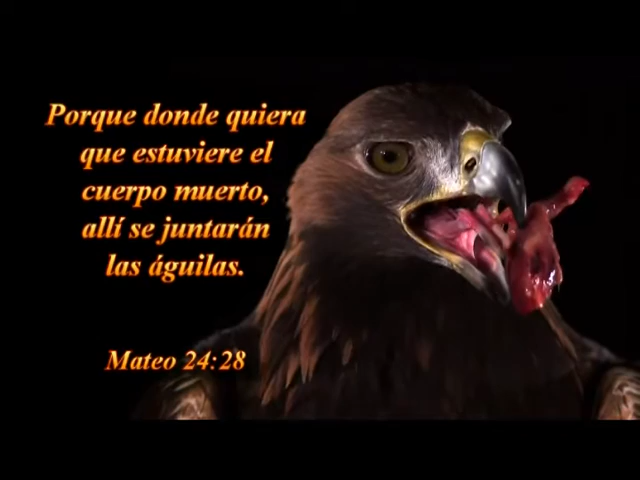 Porque donde quiera
que estuviere el
cuerpo muerto,
allí se juntarán
las águilas.
Mateo 24:28